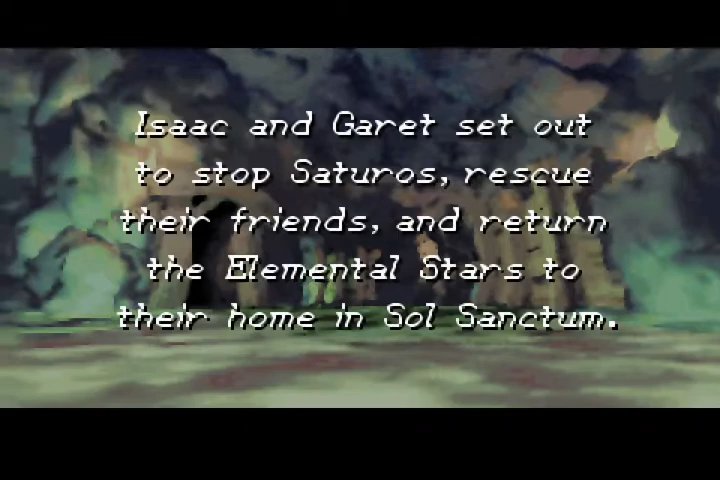 Isaac and Garet set out
to stop Saturos, rescue
their friends, and return
the Elemental Stars to
their home in Sol Sanctum.